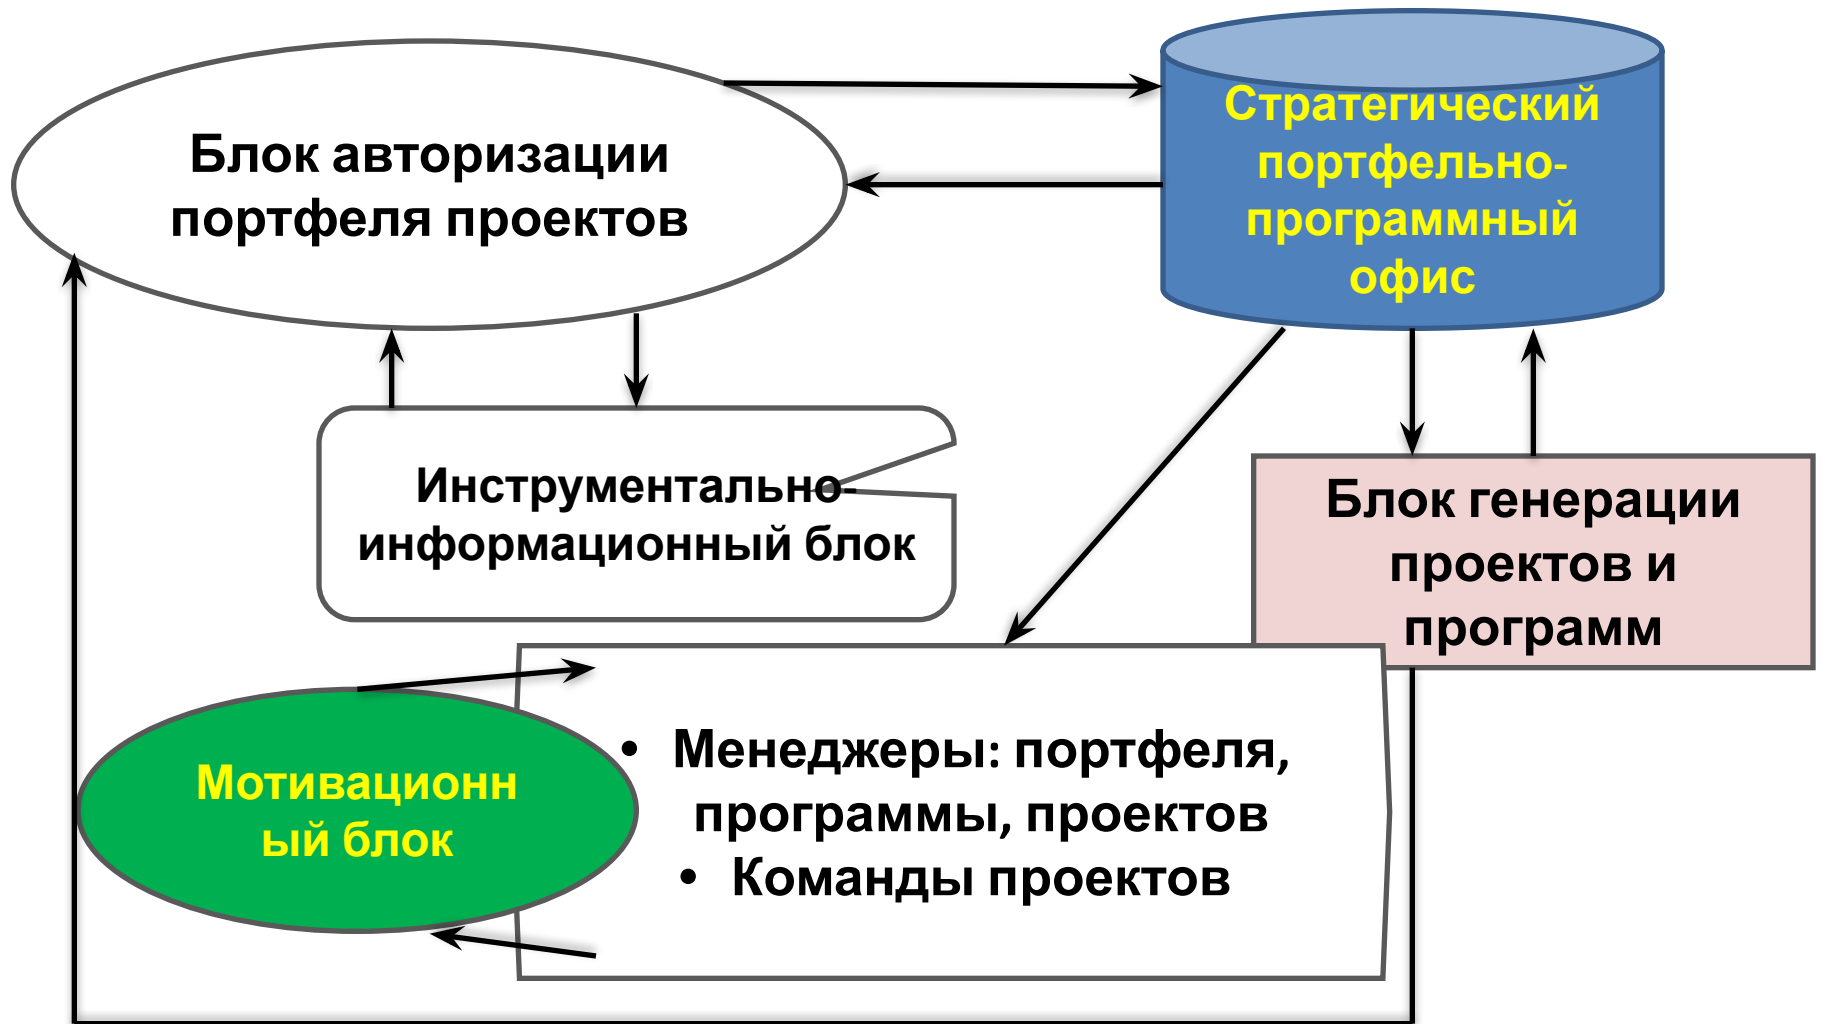 Блок авторизации
портфеля проектов
Стратегический
портфельно-
программный
офис
Инструментально-
информационный блок
Блок генерации
проектов и
программ
Мотивационн
ый блок
• Менеджеры: портфеля,
программы, проектов
• Команды проектов